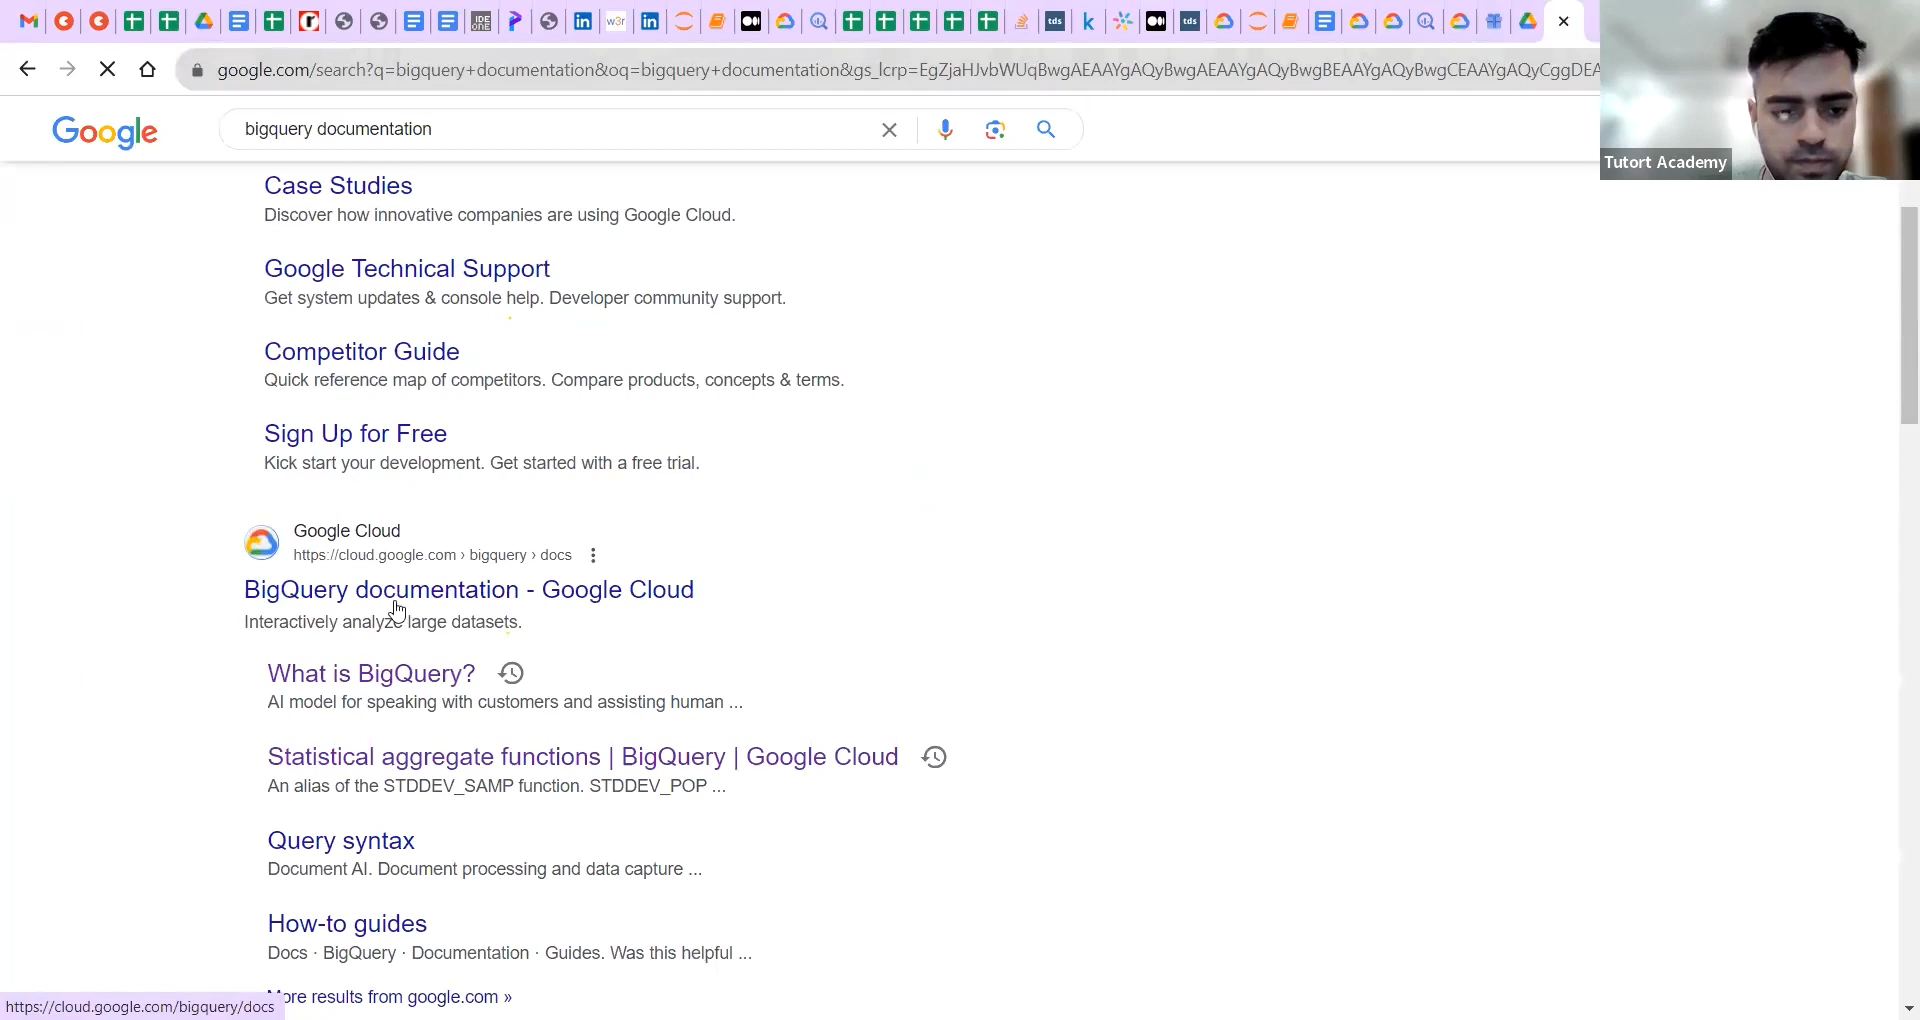 tds
k
tds
w3r
IDE
ONE
google.com/search?q=bigquery+documentation&oq=bigquery+documentation&gs_lcrp=EgZjaHJvbWUqBwgAEAAYgAQyBwgAEAAYgAQyBwgBEAAYgAQyBwgCEAAYgAQyCggDEA
Google
bigquery documentation
Tutort Academy
Case Studies
Discover how innovative companies are using Google Cloud.
Google Technical Support
Get system updates & console help. Developer community support.
Competitor Guide
Quick reference map of competitors. Compare products, concepts & terms.
Sign Up for Free
Kick start your development. Get started with a free trial.
Google Cloud
https://cloud.google.com › bigquery › docs
BigQuery documentation - Google Cloud
Interactively analyze large datasets.
What is BigQuery?
AI model for speaking with customers and assisting human ...
Statistical aggregate functions | BigQuery | Google Cloud
An alias of the STDDEV_SAMP function. STDDEV_POP ...
Query syntax
Document AI. Document processing and data capture ...
How-to guides
Docs · BigQuery · Documentation · Guides. Was this helpful ...
More results from google.com »
https://cloud.google.com/bigquery/docs